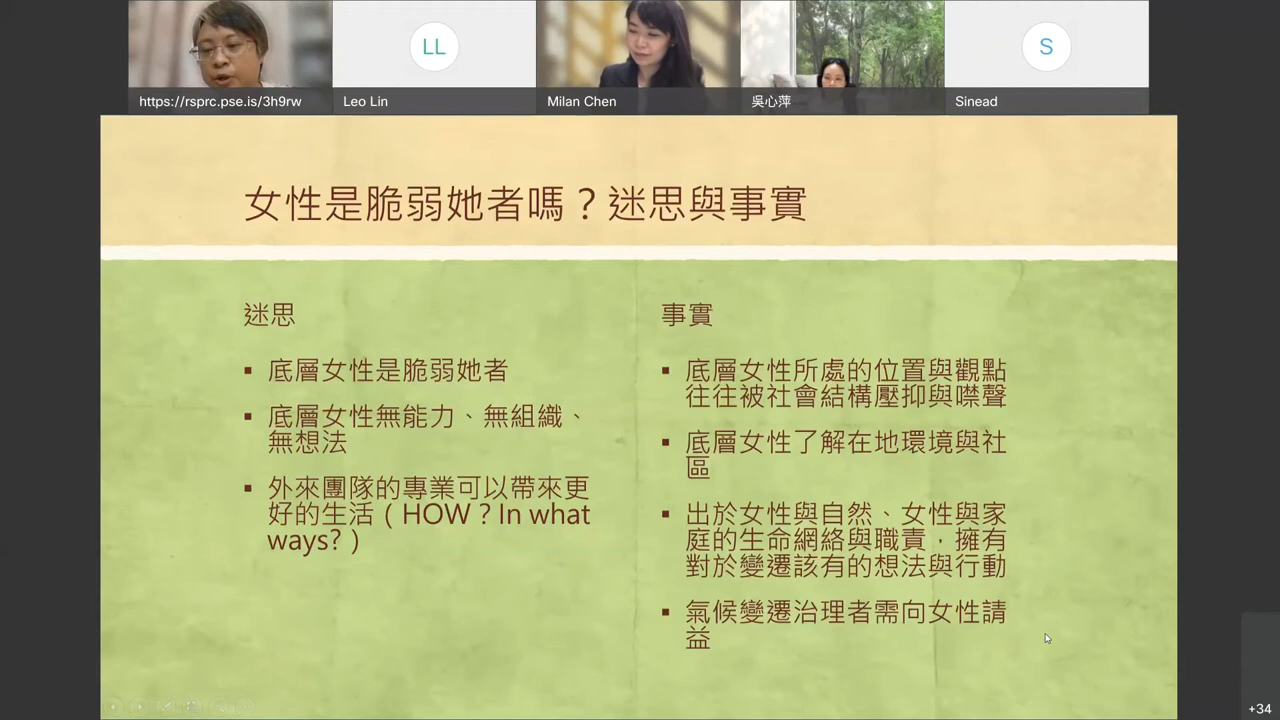 https://rsprc.pse.is/3h9rw
LL
Leo Lin
Milan Chen
吳心萍
S
Sinead
女性是脆弱她者嗎？迷思與事實
迷思
▪ 底層女性是脆弱她者
▪ 底層女性無能力、無組織、
無想法
▪ 外來團隊的專業可以帶來更
好的生活（HOW？In what
ways?）
事實
▪ 底層女性所處的位置與觀點
往往被社會結構壓抑與噤聲
▪ 底層女性了解在地環境與社
區
▪ 出於女性與自然、女性與家
庭的生命網絡與職責，擁有
對於變遷該有的想法與行動
▪ 氣候變遷治理者需向女性請
益
+34